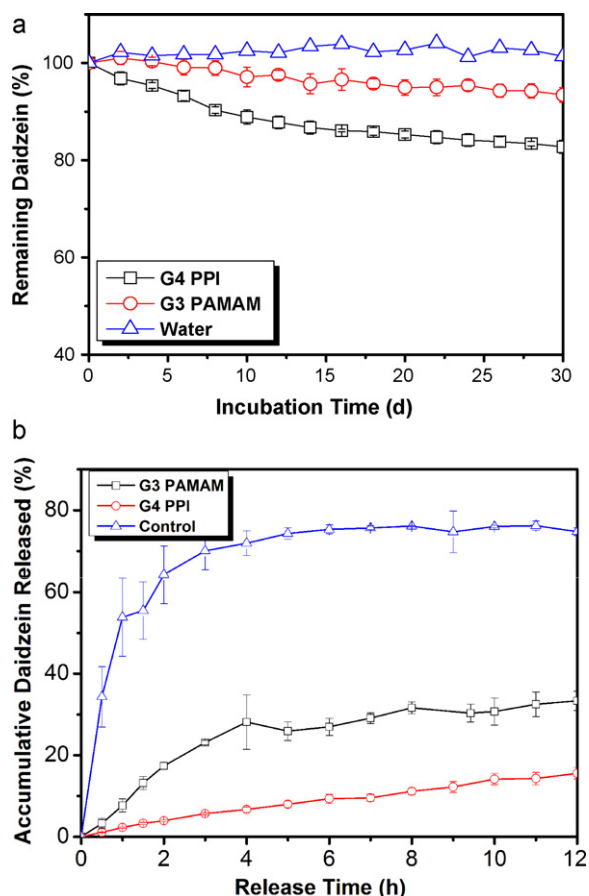 a
Remaining Daidzein (%)
100
80
60
40
G4 PPI
G3 PAMAM
Water
0 5 10 15 20 25 30
Incubation Time (d)
b
Accumulative Daidzein Released (%)
80
60
40
20
0
G3 PAMAM
G4 PPI
Control
0 2 4 6 8 10 12
Release Time (h)